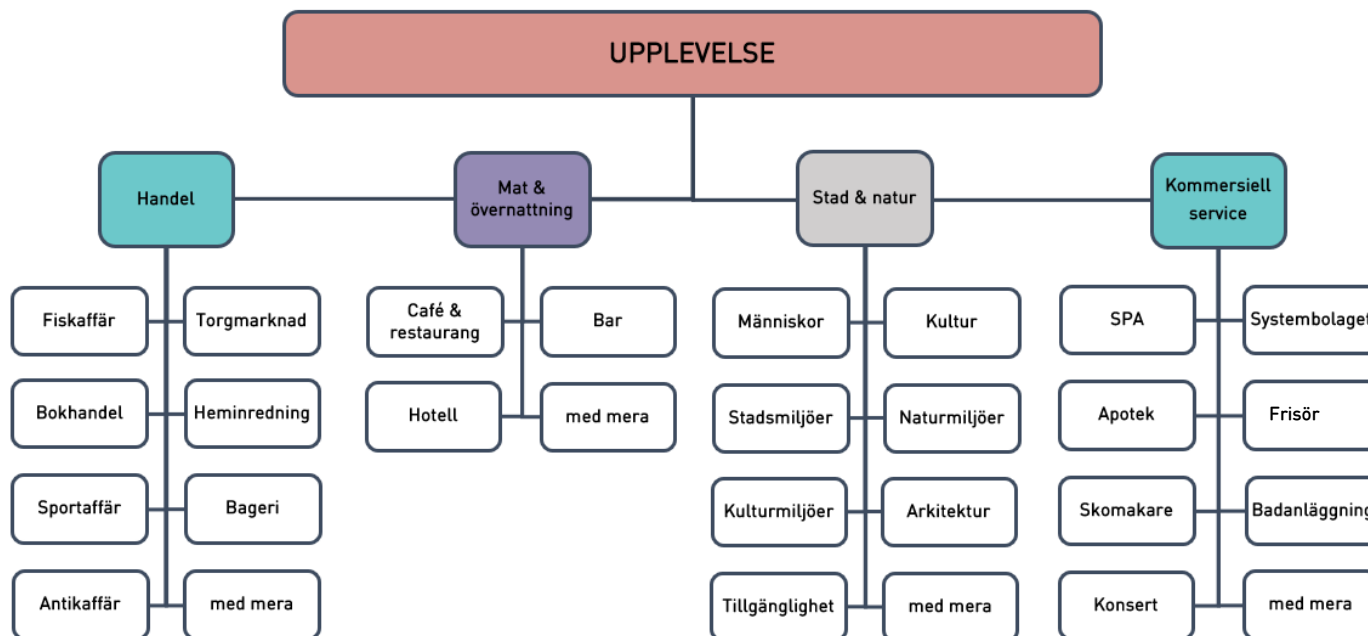 UPPLEVELSE
Handel
Mat &
övernattning
Stad & natur
Kommersiell
service
Fiskaffär
Torgmarknad
Café &
restaurang
Bar
Människor
Kultur
SPA
Systembolaget
Bokhandel
Heminredning
Hotell
med mera
Stadsmiljöer
Naturmiljöer
Apotek
Frisör
Sportaffär
Bageri
Kulturmiljöer
Arkitektur
Skomakare
Badanläggning
Antikaffär
med mera
Tillgänglighet
med mera
Konsert
med mera